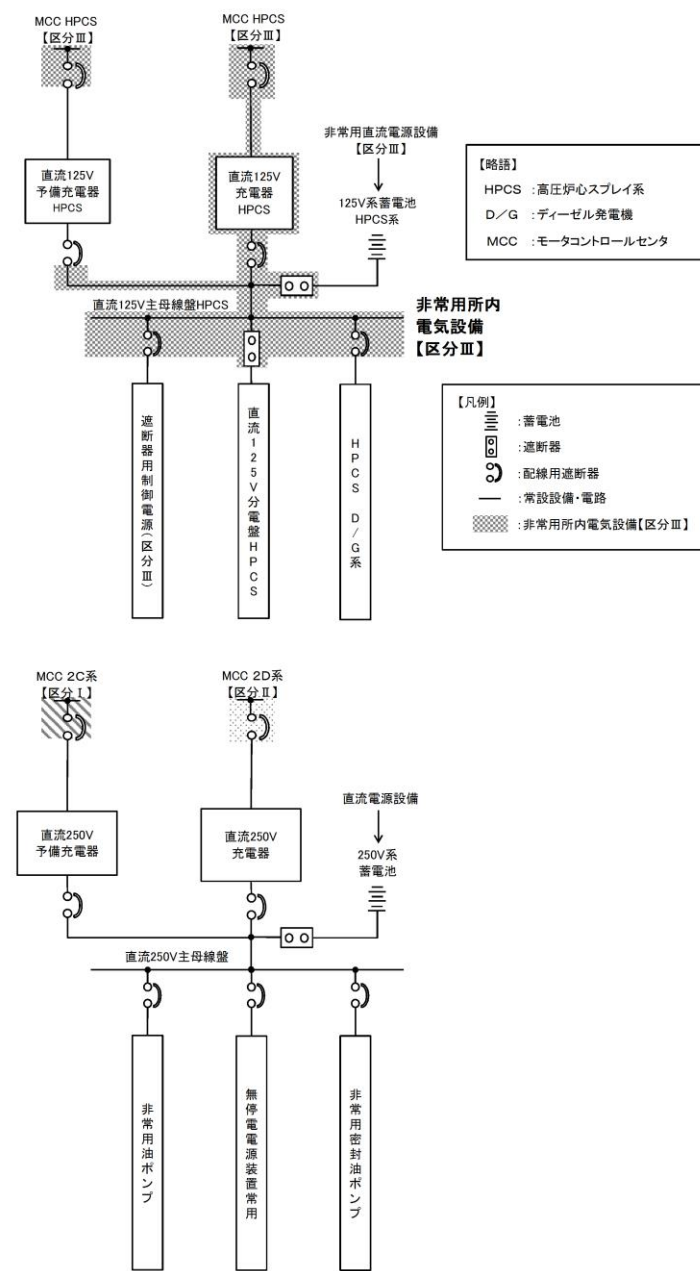 MCC HPCS
【区分Ⅲ】
MCC HPCS
【区分Ⅲ】
非常用直流電源設備
【区分Ⅲ】
直流125V
予備充電器
HPCS
直流125V
充電器
HPCS
125V系蓄電池
HPCS系
【略語】
HPCS :高圧炉心スプレイ系
D/G :ディーゼル発電機
MCC :モータコントロールセンタ
直流125V主母線盤HPCS
非常用所内
電気設備
【区分Ⅲ】
遮断器用制御電源(区分Ⅲ)
直流125V分電盤HPCS
HPCS D/G系
【凡例】
:蓄電池
:遮断器
:配線用遮断器
:常設設備・電路
:非常用所内電気設備【区分Ⅲ】
MCC 2C系
【区分Ⅰ】
MCC 2D系
【区分Ⅱ】
直流250V
予備充電器
直流250V
充電器
直流電源設備
250V系
蓄電池
直流250V主母線盤
非常用油ポンプ
無停電電源装置常用
非常用密封油ポンプ